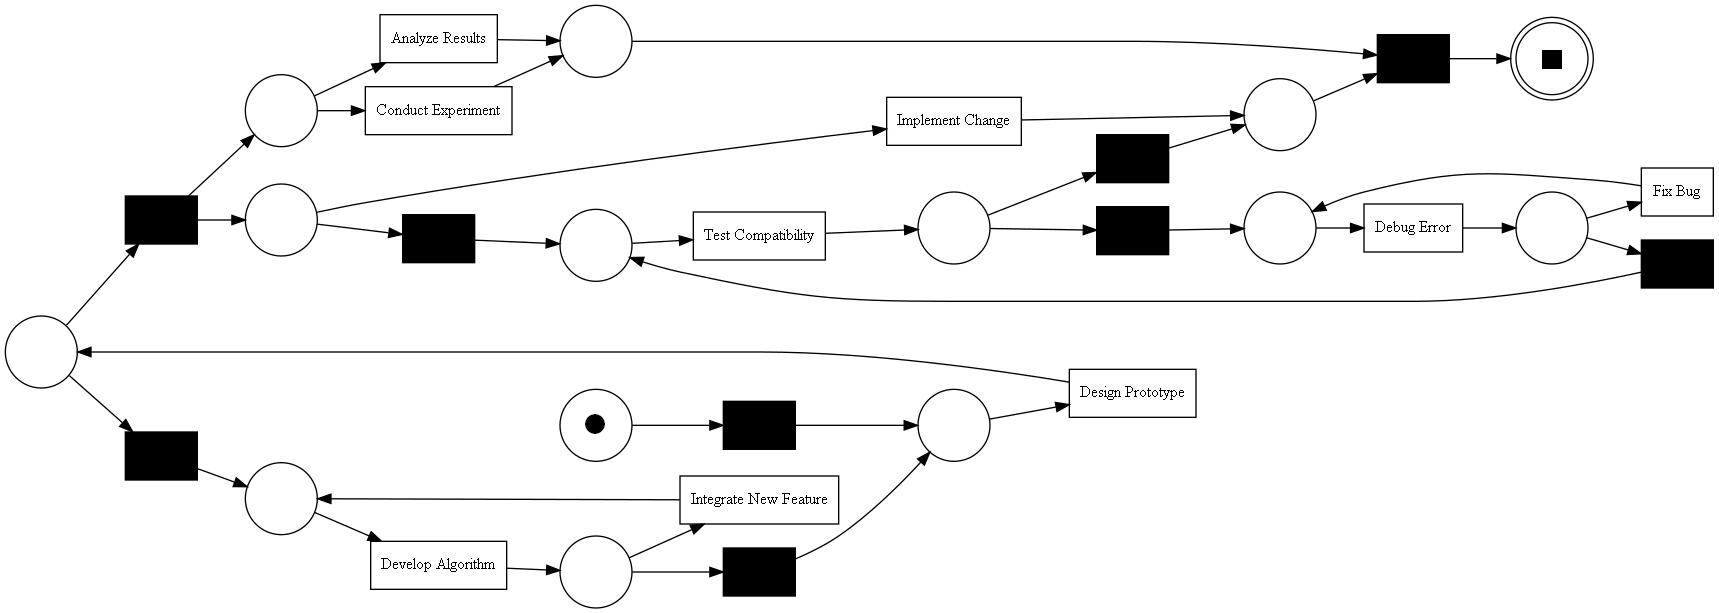 Analyze Results
Conduct Experiment
Implement Change
Fix Bug
Test Compatibility
Debug Error
Design Prototype
Integrate New Feature
Develop Algorithm